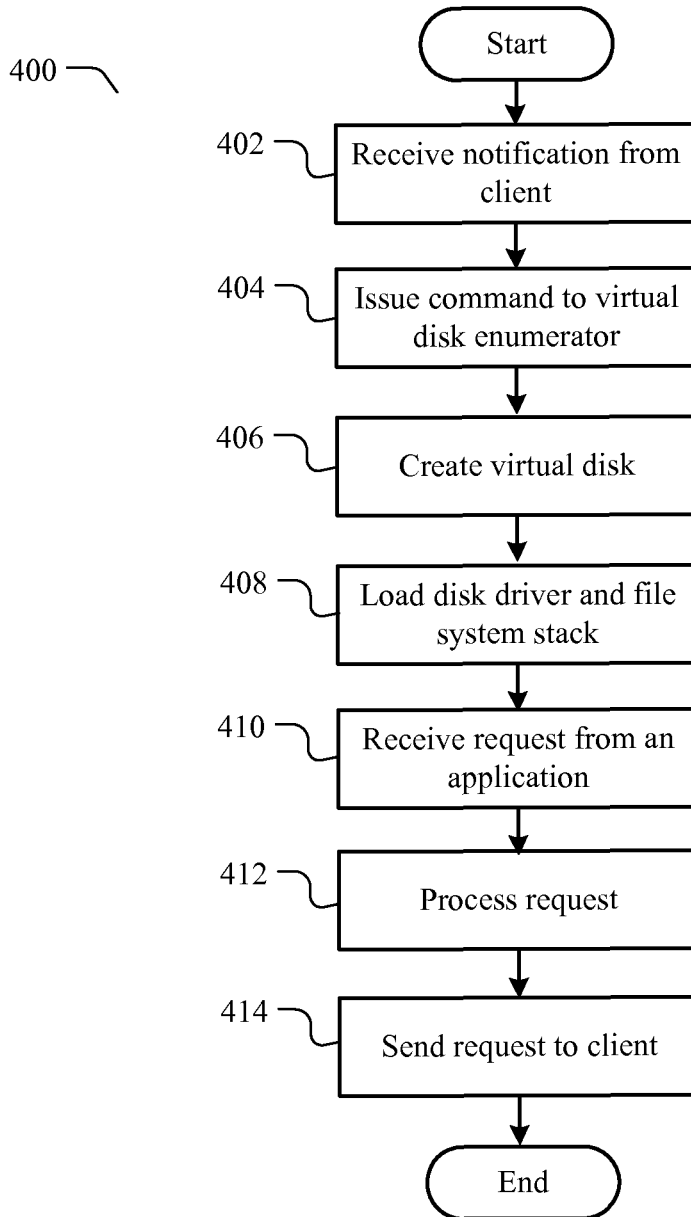 Start
400
402
Receive notification from
client
404
Issue command to virtual
disk enumerator
406
Create virtual disk
408
Load disk driver and file
system stack
410
Receive request from an
application
412
Process request
414
Send request to client
End